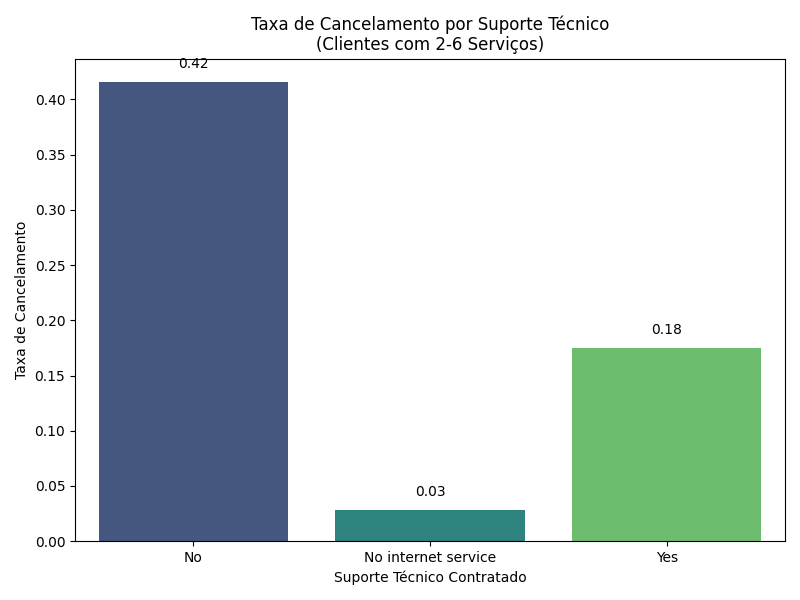 Taxa de Cancelamento por Suporte Técnico
(Clientes com 2-6 Serviços)
Taxa de Cancelamento
0.40
0.35
0.30
0.25
0.20
0.15
0.10
0.05
0.00
0.42
0.03
0.18
No
No internet service
Yes
Suporte Técnico Contratado